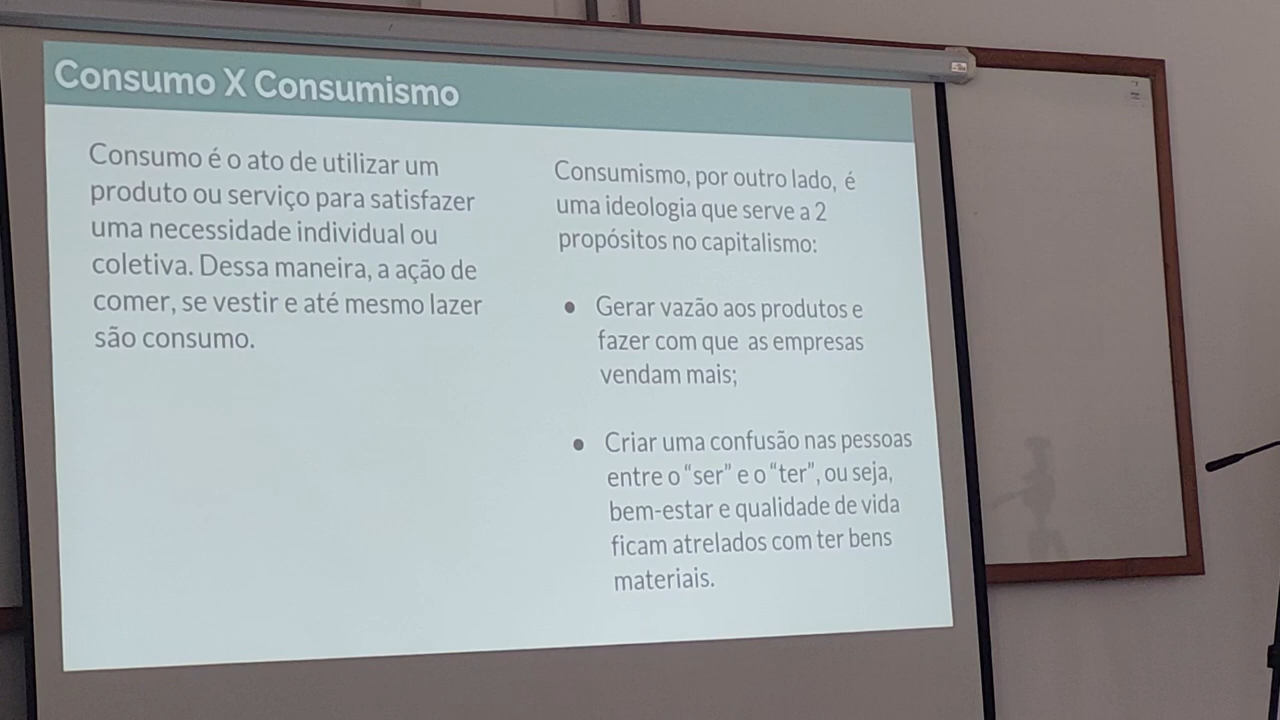 Consumo X Consumismo
Consumo é o ato de utilizar um
produto ou serviço para satisfazer
uma necessidade individual ou
coletiva. Dessa maneira, a ação de
comer, se vestir e até mesmo lazer
são consumo.
Consumismo, por outro lado, é
uma ideologia que serve a 2
propósitos no capitalismo:
● Gerar vazão aos produtos e
fazer com que as empresas
vendam mais;
● Criar uma confusão nas pessoas
entre o “ser” e o “ter”, ou seja,
bem-estar e qualidade de vida
ficam atrelados com ter bens
materiais.